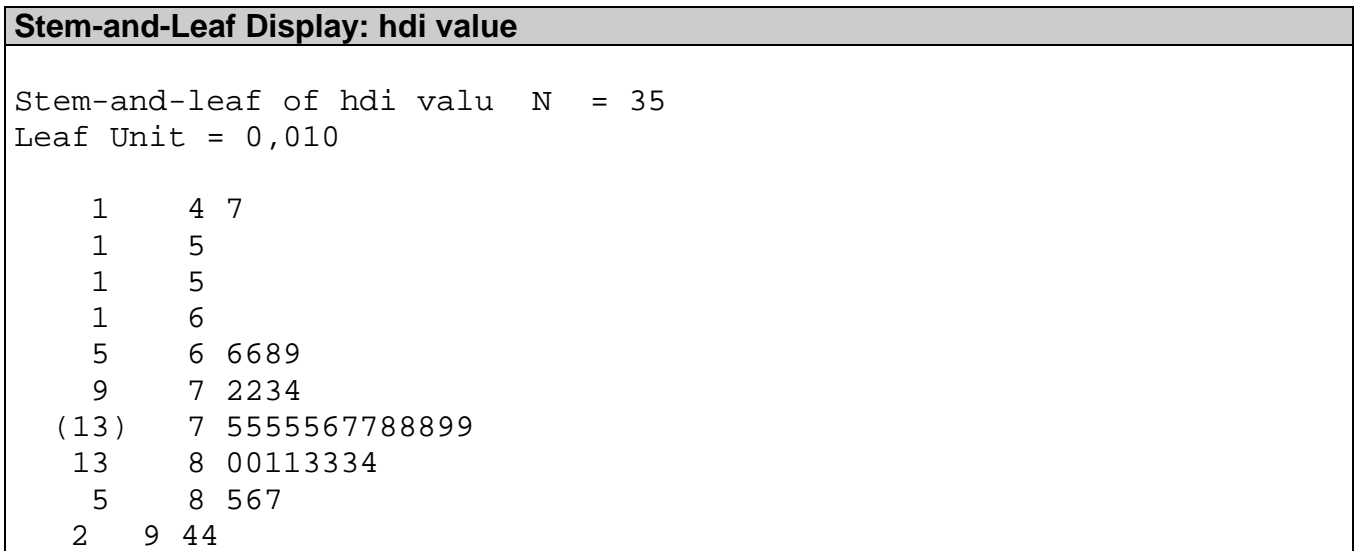 Stem-and-Leaf Display: hdi value
Stem-and-leaf of hdi valu  N  = 35
Leaf Unit = 0,010
    1     4 7
    1     5
    1     5
    1     6
    5     6 6689
    9     7 2234
  (13)    7 5555567788899
   13     8 00113334
    5     8 567
   2   9 44